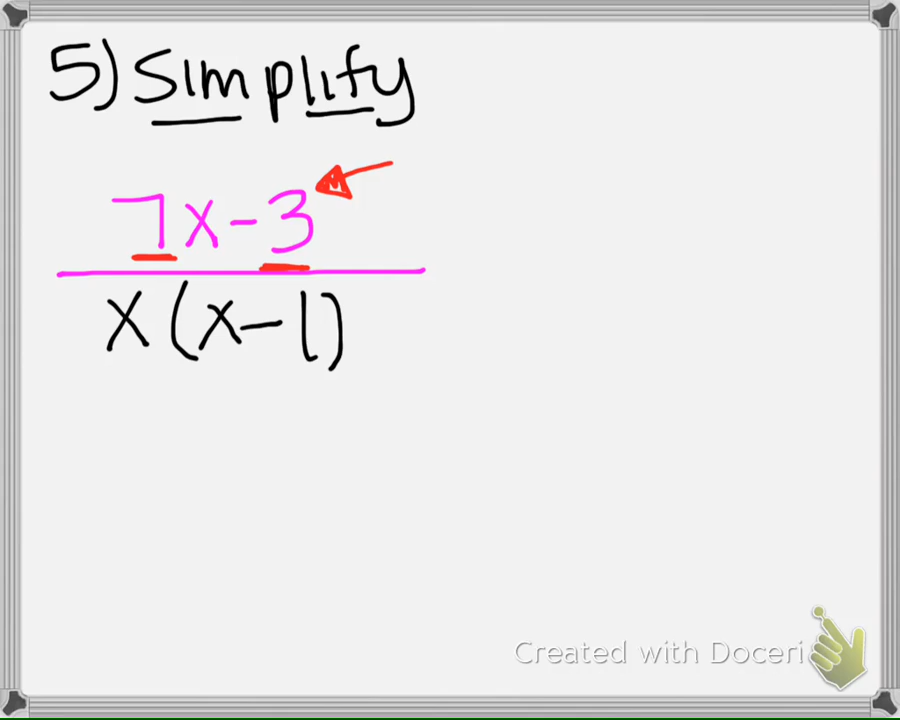 5) Simplify
7x-3
x(x-1)
Created with Doceri